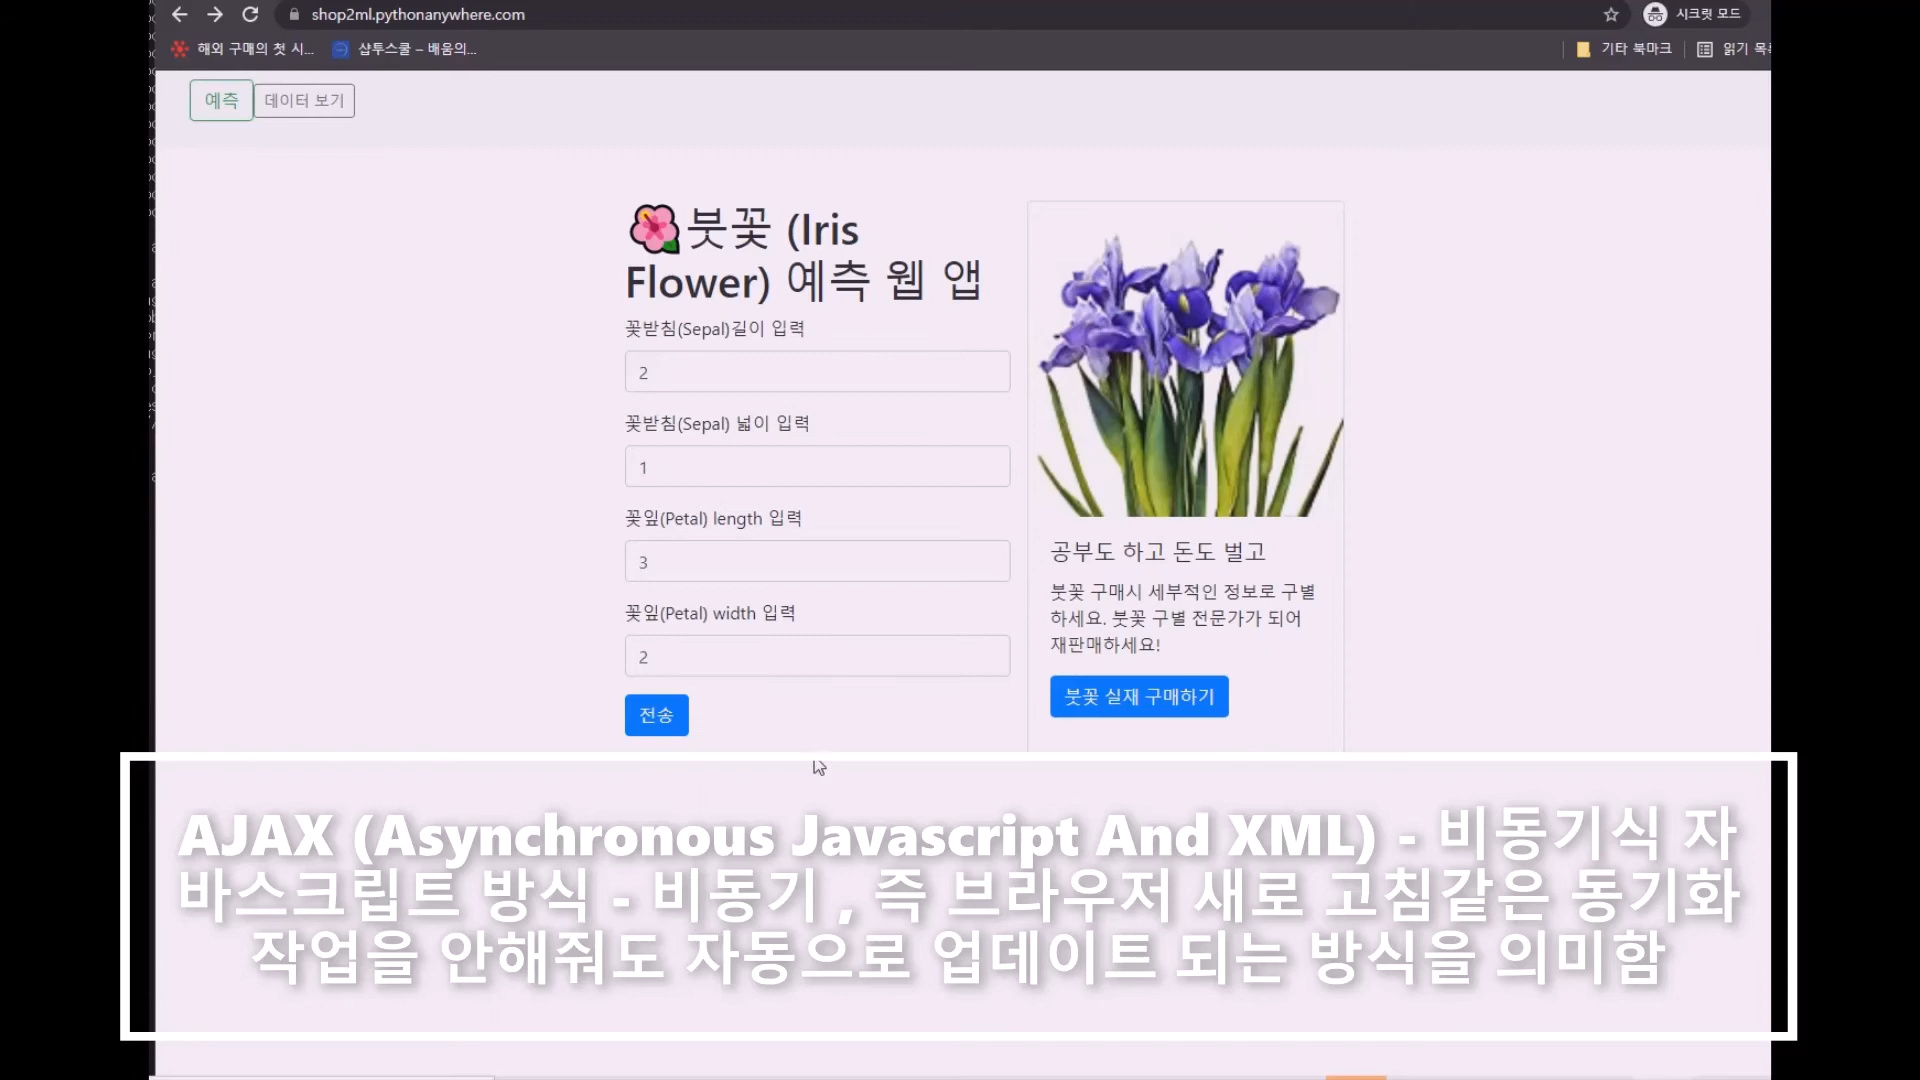 shop2ml.pythonanywhere.com
시크릿 모드
해외 구매의 첫 시...
샵투스쿨 – 배움의...
기타 북마크
읽기
예측
데이터 보기
붓꽃 (Iris
Flower) 예측 웹 앱
꽃받침(Sepal)길이 입력
2
꽃받침(Sepal) 넓이 입력
1
꽃잎(Petal) length 입력
3
꽃잎(Petal) width 입력
2
전송
공부도 하고 돈도 벌고
붓꽃 구매시 세부적인 정보로 구별
하세요. 붓꽃 구별 전문가가 되어
재판매하세요!
붓꽃 실재 구매하기
AJAX (Asynchronous Javascript And XML) - 비동기식 자
바스크립트 방식 - 비동기 , 즉 브라우저 새로 고침같은 동기화
작업을 안해줘도 자동으로 업데이트 되는 방식을 의미함